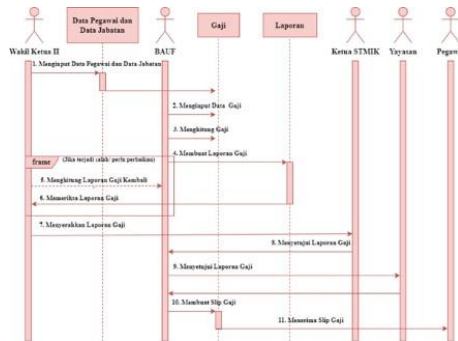 Data Pegawai dan
Data Jabatan
Gaji
Laporan
Wakil Ketua II
BAUF
Ketua STMIK
Yayasan
Pegaw
1. Menginput Data Pegawai dan Data Jabatan
2. Menginput Data Gaji
3. Menghitung Gaji
4. Membuat Laporan Gaji
frame
(Jika terjadi salah/ perlu perbaikan)
5. Menghitung Laporan Gaji Kembali
6. Memeriksa Laporan Gaji
7. Menyerahkan Laporan Gaji
8. Menyetujui Laporan Gaji
9. Menyetujui Laporan Gaji
10. Membuat Slip Gaji
11. Menerima Slip Gaji